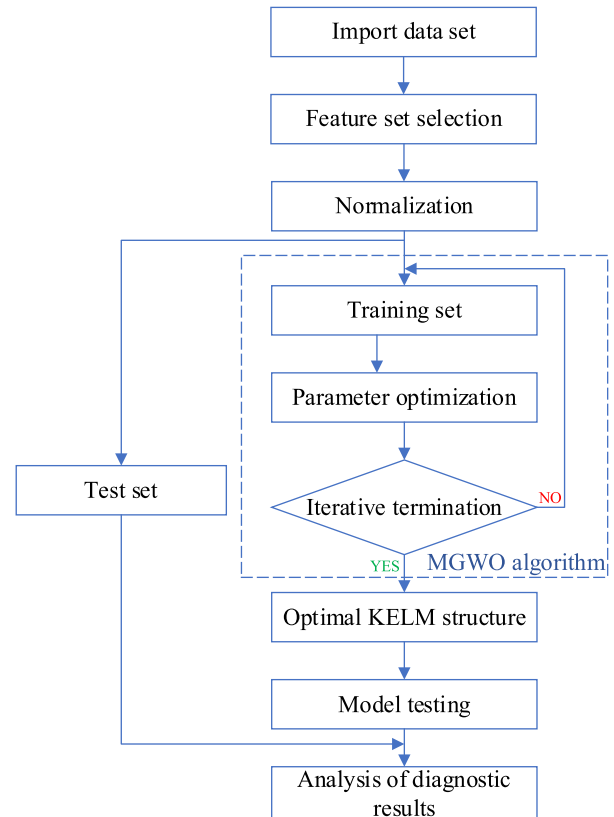 Import data set
Feature set selection
Normalization
Training set
Parameter optimization
Test set
Iterative termination
NO
YES
MGWO algorithm
Optimal KELM structure
Model testing
Analysis of diagnostic
results